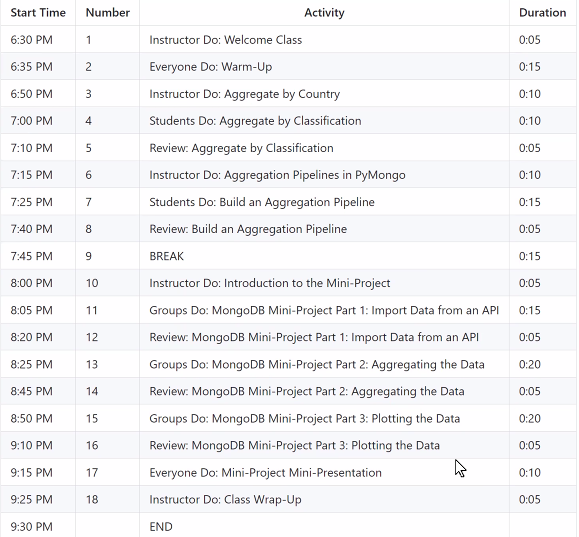 Start Time Number Activity Duration
6:30 PM 1 Instructor Do: Welcome Class 0:05
6:35 PM 2 Everyone Do: Warm-Up 0:15
6:50 PM 3 Instructor Do: Aggregate by Country 0:10
7:00 PM 4 Students Do: Aggregate by Classification 0:10
7:10 PM 5 Review: Aggregate by Classification 0:05
7:15 PM 6 Instructor Do: Aggregation Pipelines in PyMongo 0:10
7:25 PM 7 Students Do: Build an Aggregation Pipeline 0:15
7:40 PM 8 Review: Build an Aggregation Pipeline 0:05
7:45 PM 9 BREAK 0:15
8:00 PM 10 Instructor Do: Introduction to the Mini-Project 0:05
8:05 PM 11 Groups Do: MongoDB Mini-Project Part 1: Import Data from an API 0:15
8:20 PM 12 Review: MongoDB Mini-Project Part 1: Import Data from an API 0:05
8:25 PM 13 Groups Do: MongoDB Mini-Project Part 2: Aggregating the Data 0:20
8:45 PM 14 Review: MongoDB Mini-Project Part 2: Aggregating the Data 0:05
8:50 PM 15 Groups Do: MongoDB Mini-Project Part 3: Plotting the Data 0:20
9:10 PM 16 Review: MongoDB Mini-Project Part 3: Plotting the Data 0:05
9:15 PM 17 Everyone Do: Mini-Project Mini-Presentation 0:10
9:25 PM 18 Instructor Do: Class Wrap-Up 0:05
9:30 PM END